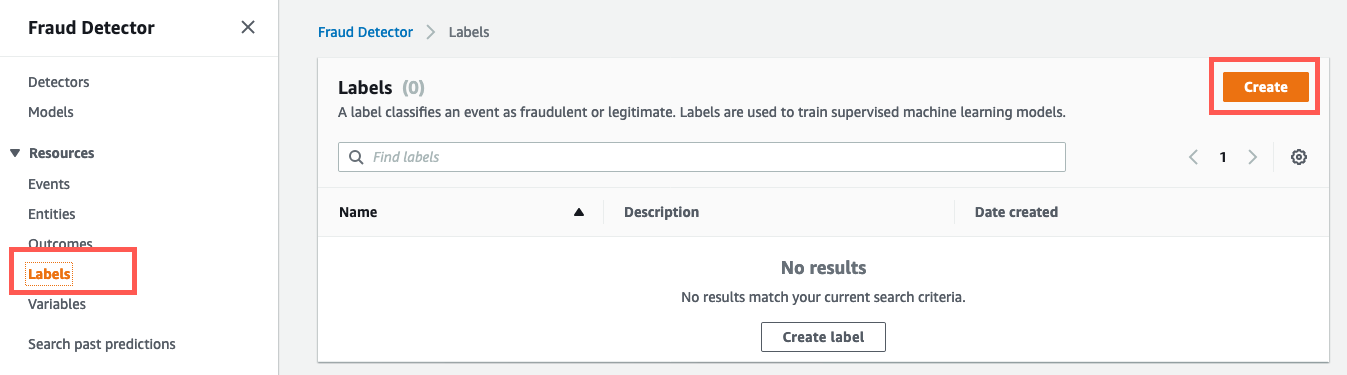 Fraud Detector
Detectors
Models
Resources
Events
Entities
Outcomes
Labels
Variables
Search past predictions
Fraud Detector > Labels
Labels (0)
Create
A label classifies an event as fraudulent or legitimate. Labels are used to train supervised machine learning models.
Find labels
1
Name Description Date created
No results
No results match your current search criteria.
Create label